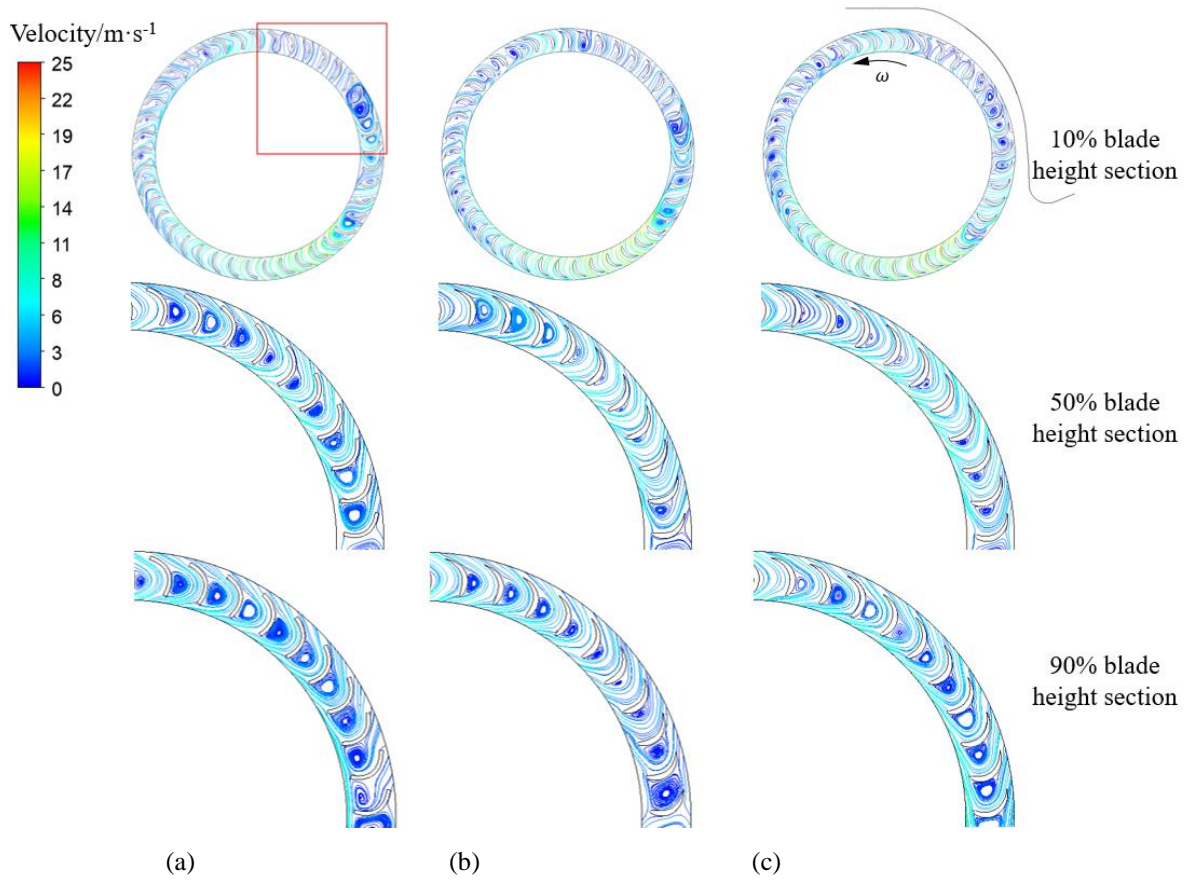 Velocity/m·s⁻¹
25
22
19
17
14
11
8
6
3
0
ω
10% blade
height section
50% blade
height section
90% blade
height section
(a)
(b)
(c)